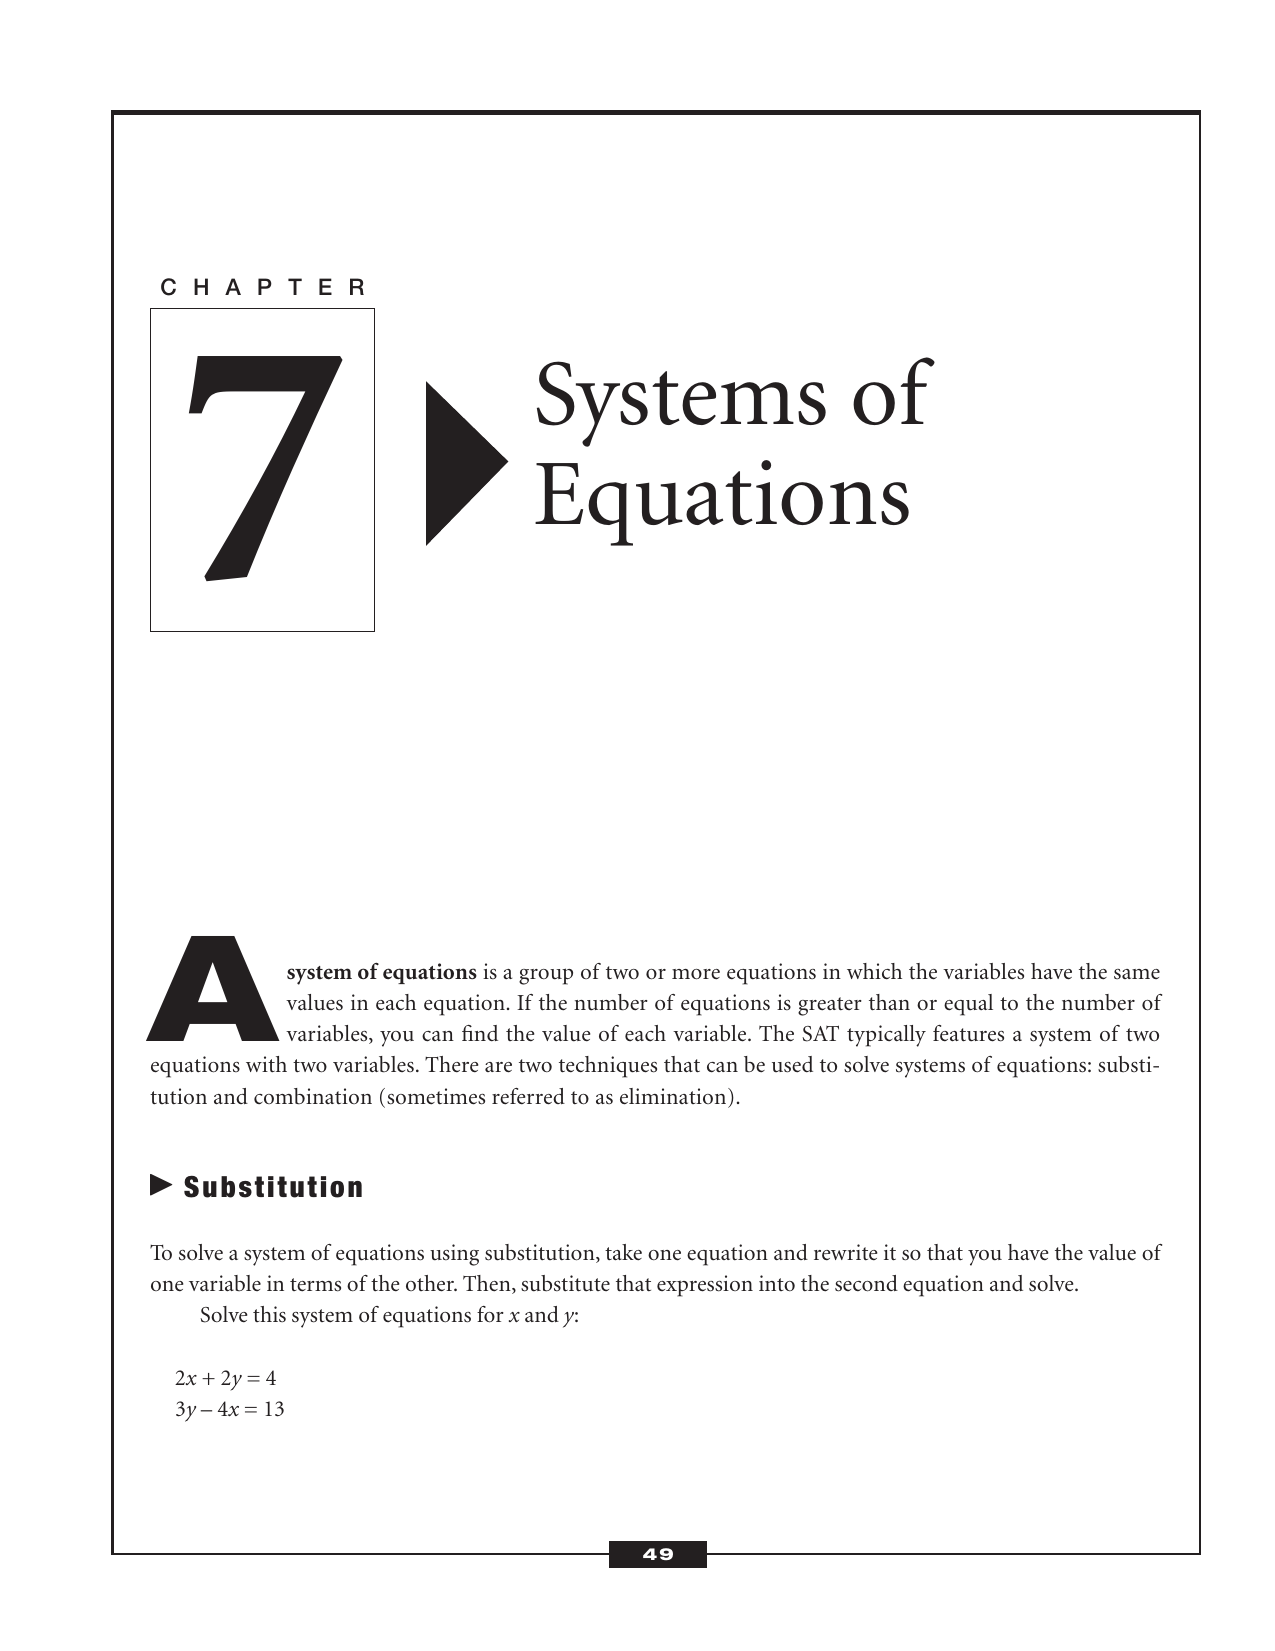 CHAPTER
7
Systems of
Equations
A system of equations is a group of two or more equations in which the variables have the same
values in each equation. If the number of equations is greater than or equal to the number of
variables, you can find the value of each variable. The SAT typically features a system of two
equations with two variables. There are two techniques that can be used to solve systems of equations: substi-
tution and combination (sometimes referred to as elimination).
Substitution
To solve a system of equations using substitution, take one equation and rewrite it so that you have the value of
one variable in terms of the other. Then, substitute that expression into the second equation and solve.
Solve this system of equations for x and y:
2x + 2y = 4
3y – 4x = 13
49